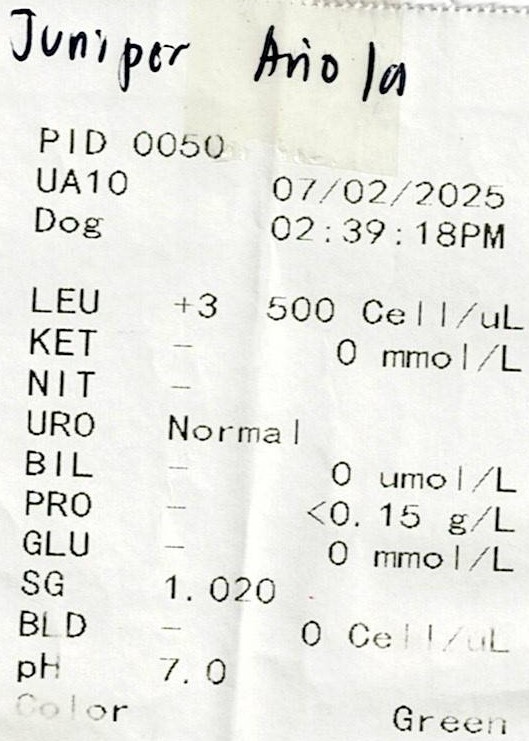 Juniper Añola
PID 0050
UA10 07/02/2025
Dog 02:39:18PM
LEU +3 500 Cell/uL
KET - 0 mmol/L
NIT -
URO Normal
BIL - 0 umol/L
PRO - <0.15 g/L
GLU - 0 mmol/L
SG 1.020
BLD - 0 Cell/uL
pH 7.0
Color Green